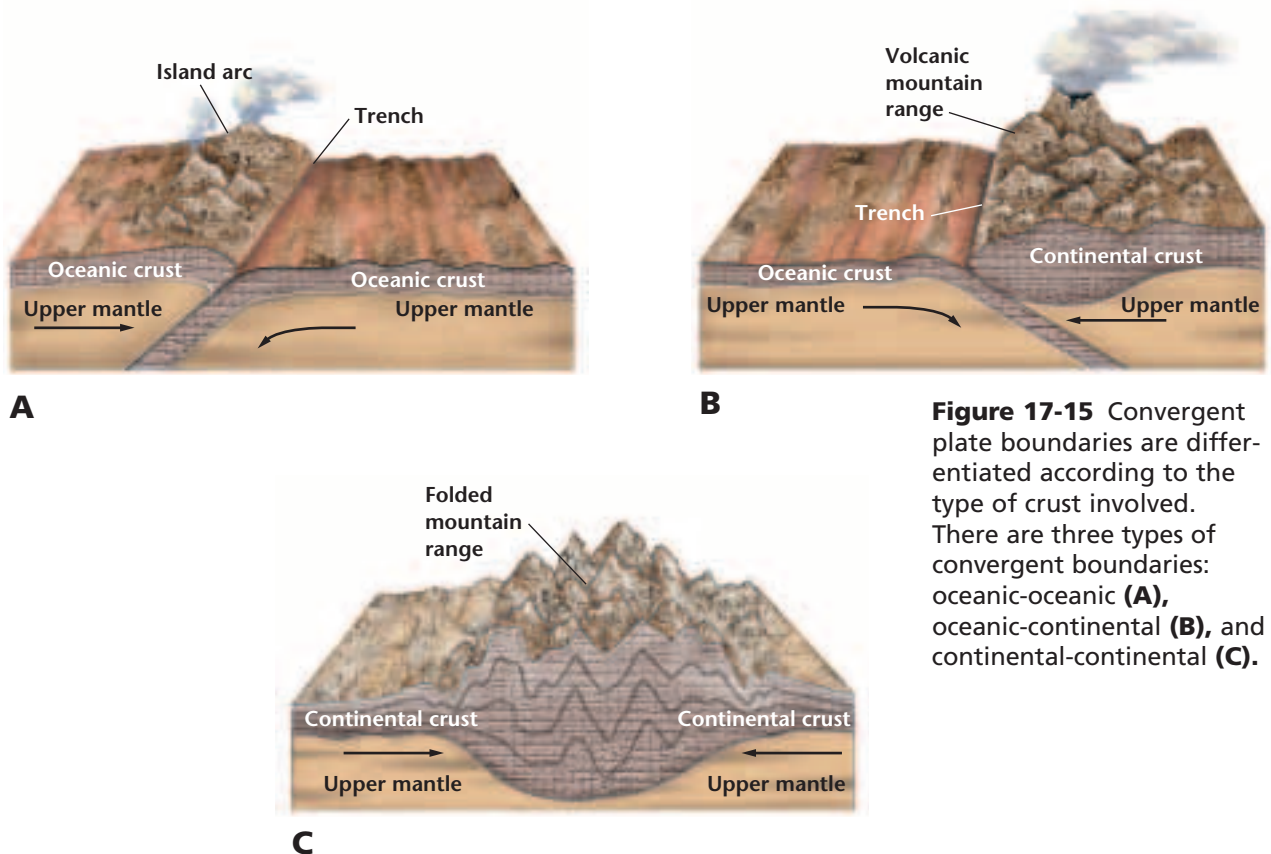 Island arc
Trench
Oceanic crust
Oceanic crust
Upper mantle
Upper mantle
A
Volcanic
mountain
range
Trench
Continental crust
Oceanic crust
Upper mantle
Upper mantle
B
Figure 17-15 Convergent
plate boundaries are differ-
entiated according to the
type of crust involved.
There are three types of
convergent boundaries:
oceanic-oceanic (A),
oceanic-continental (B), and
continental-continental (C).
Folded
mountain
range
Continental crust
Continental crust
Upper mantle
Upper mantle
C